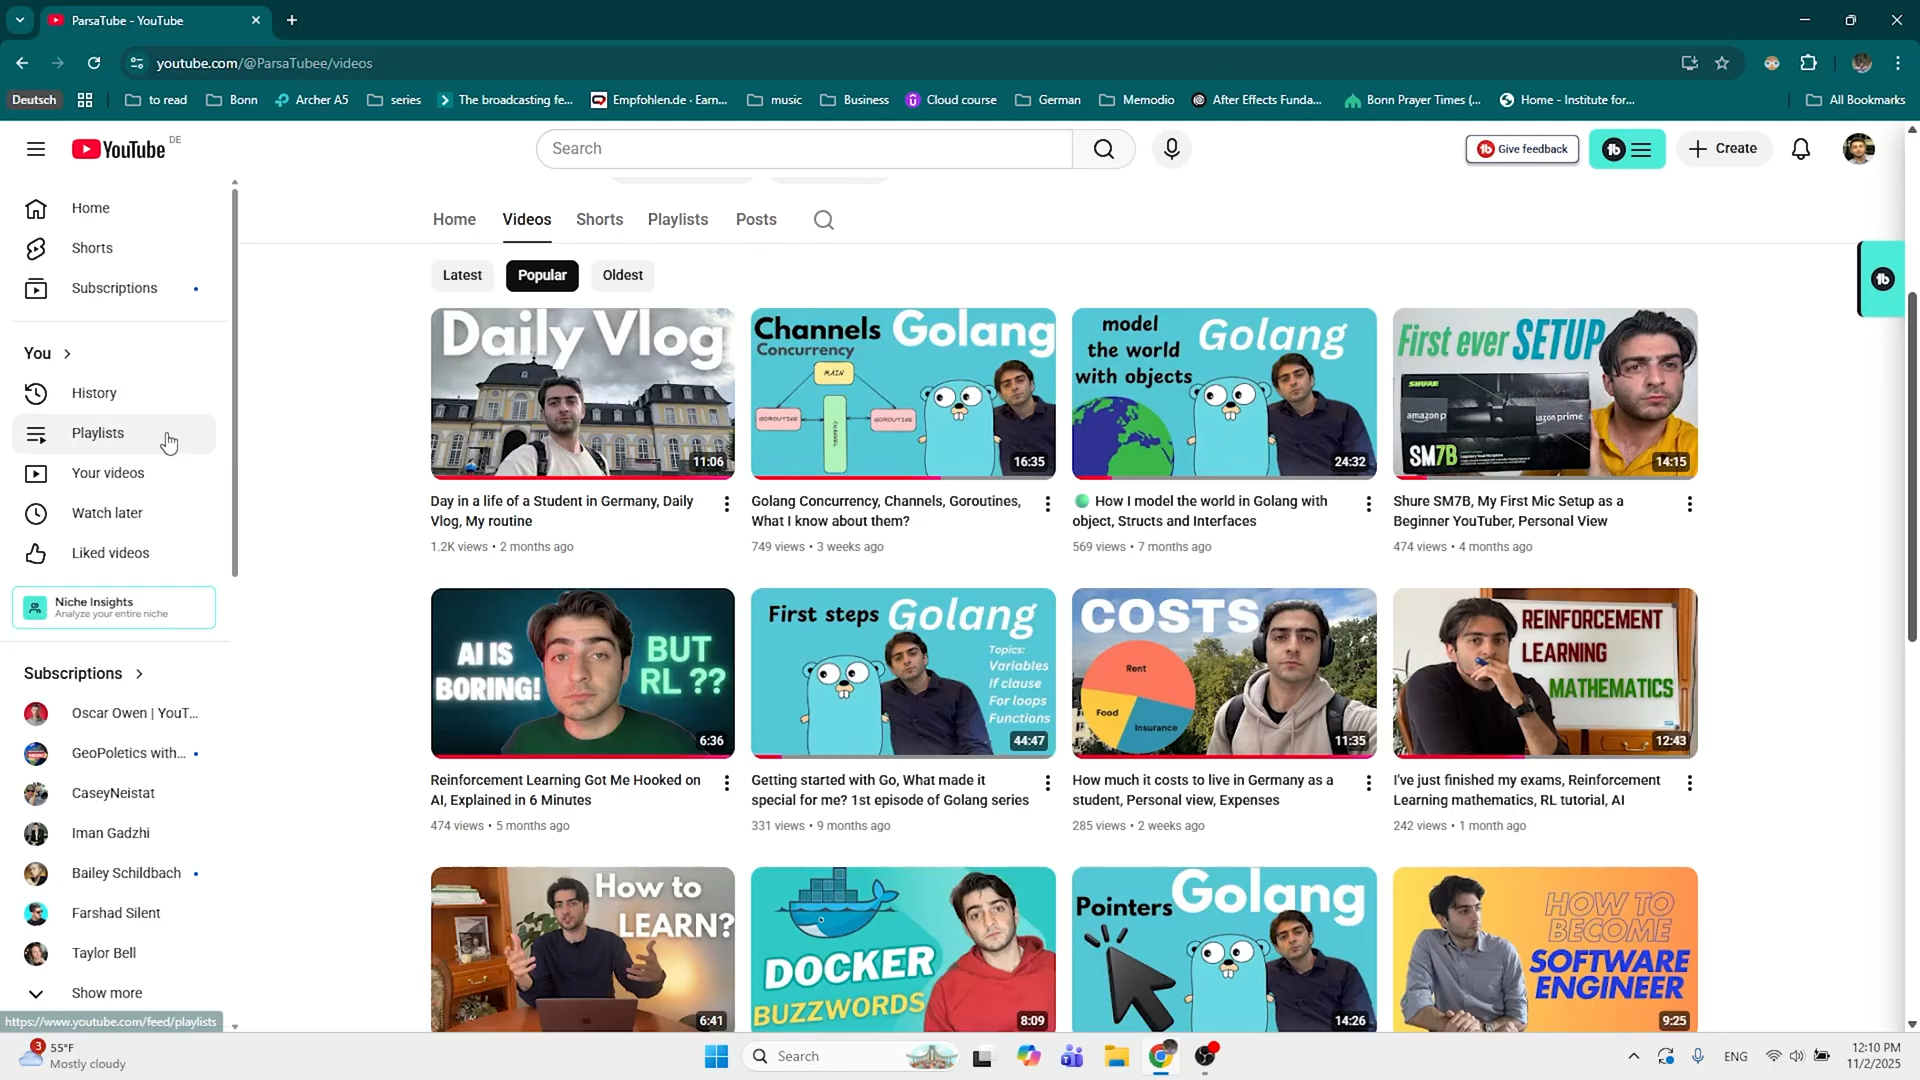 ParsaTube - YouTube
youtube.com/@ParsaTubee/videos
Deutsch
to read
Bonn
Archer A5
series
The broadcasting fe...
Empfohlen.de - Earn...
music
Business
Cloud course
German
Memodio
After Effects Funda...
Bonn Prayer Times (...
Home - Institute for...
All Bookmarks
YouTube DE
Search
Give feedback
Create
Home
Shorts
Subscriptions
You
History
Playlists
Your videos
Watch later
Liked videos
Niche Insights
Analyze your entire niche
Subscriptions
Oscar Owen | YouT...
GeoPoletics with...
CaseyNeistat
Iman Gadzhi
Bailey Schildbach
Farshad Silent
Taylor Bell
Show more
https://www.youtube.com/feed/playlists
Home Videos Shorts Playlists Posts
Latest Popular Oldest
Daily Vlog
11:06
Day in a life of a Student in Germany, Daily
Vlog, My routine
1.2K views • 2 months ago
Channels Golang
Concurrency
MAIN
GOROUTINE
CHANNEL
GOROUTINE
16:35
Golang Concurrency, Channels, Goroutines,
What I know about them?
749 views • 3 weeks ago
model
the world
with objects
Golang
24:32
How I model the world in Golang with
object, Structs and Interfaces
569 views • 7 months ago
First ever SETUP
SHURE
amazon p
amazon prime
SM7B
14:15
Shure SM7B, My First Mic Setup as a
Beginner YouTuber, Personal View
474 views • 4 months ago
AI IS
BORING!
BUT
RL ??
6:36
Reinforcement Learning Got Me Hooked on
AI, Explained in 6 Minutes
474 views • 5 months ago
First steps Golang
Topics:
Variables
If clause
For loops
Functions
44:47
Getting started with Go, What made it
special for me? 1st episode of Golang series
331 views • 9 months ago
COSTS
Rent
Food
Insurance
11:35
How much it costs to live in Germany as a
student, Personal view, Expenses
285 views • 2 weeks ago
REINFORCEMENT
LEARNING
MATHEMATICS
12:43
I've just finished my exams, Reinforcement
Learning mathematics, RL tutorial, AI
242 views • 1 month ago
How to
LEARN?
6:41
DOCKER
BUZZWORDS
8:09
Pointers Golang
14:26
HOW TO
BECOME
SOFTWARE
ENGINEER
9:25
3
55°F
Mostly cloudy
Search
ENG
12:10 PM
11/2/2025